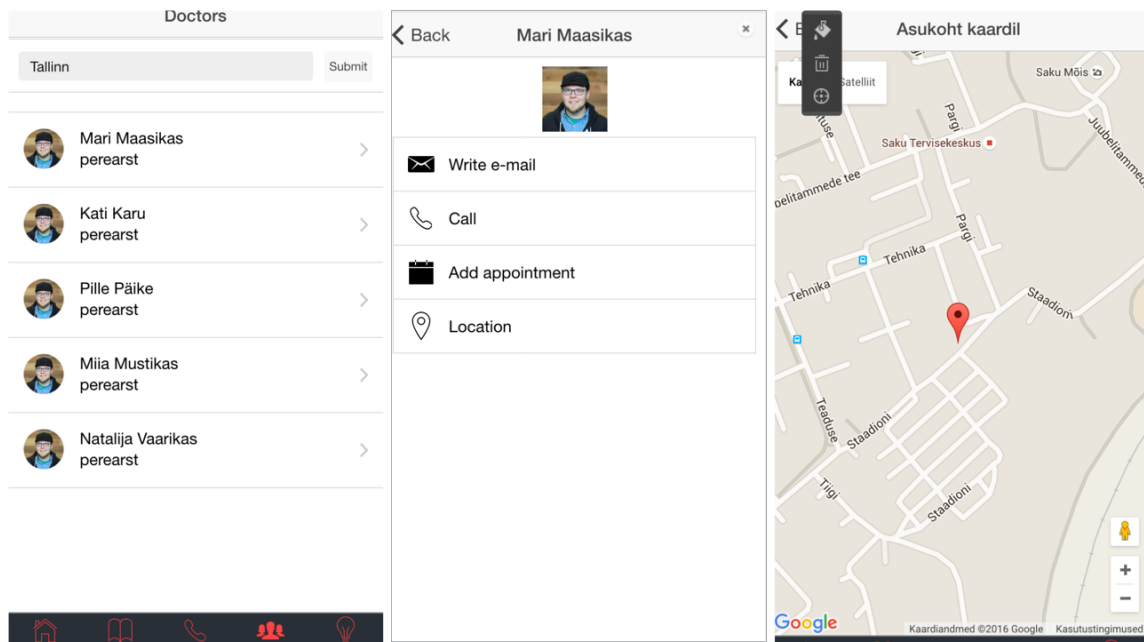 Doctors
Tallinn
Submit
Mari Maasikas
perearst
Kati Karu
perearst
Pille Päike
perearst
Miia Mustikas
perearst
Natalija Vaarikas
perearst
Back
Mari Maasikas
Write e-mail
Call
Add appointment
Location
Asukoht kaardil
Satelliit
Saku Mõis
Pargi
Juubelitammede
Saku Tervisekeskus
Pargi
Tehnika
Tehnika
Staadioni
Teaduse
Staadioni
Tiigi
Staadioni
Google
Kaardiandmed ©2016 Google
Kasutustingimused